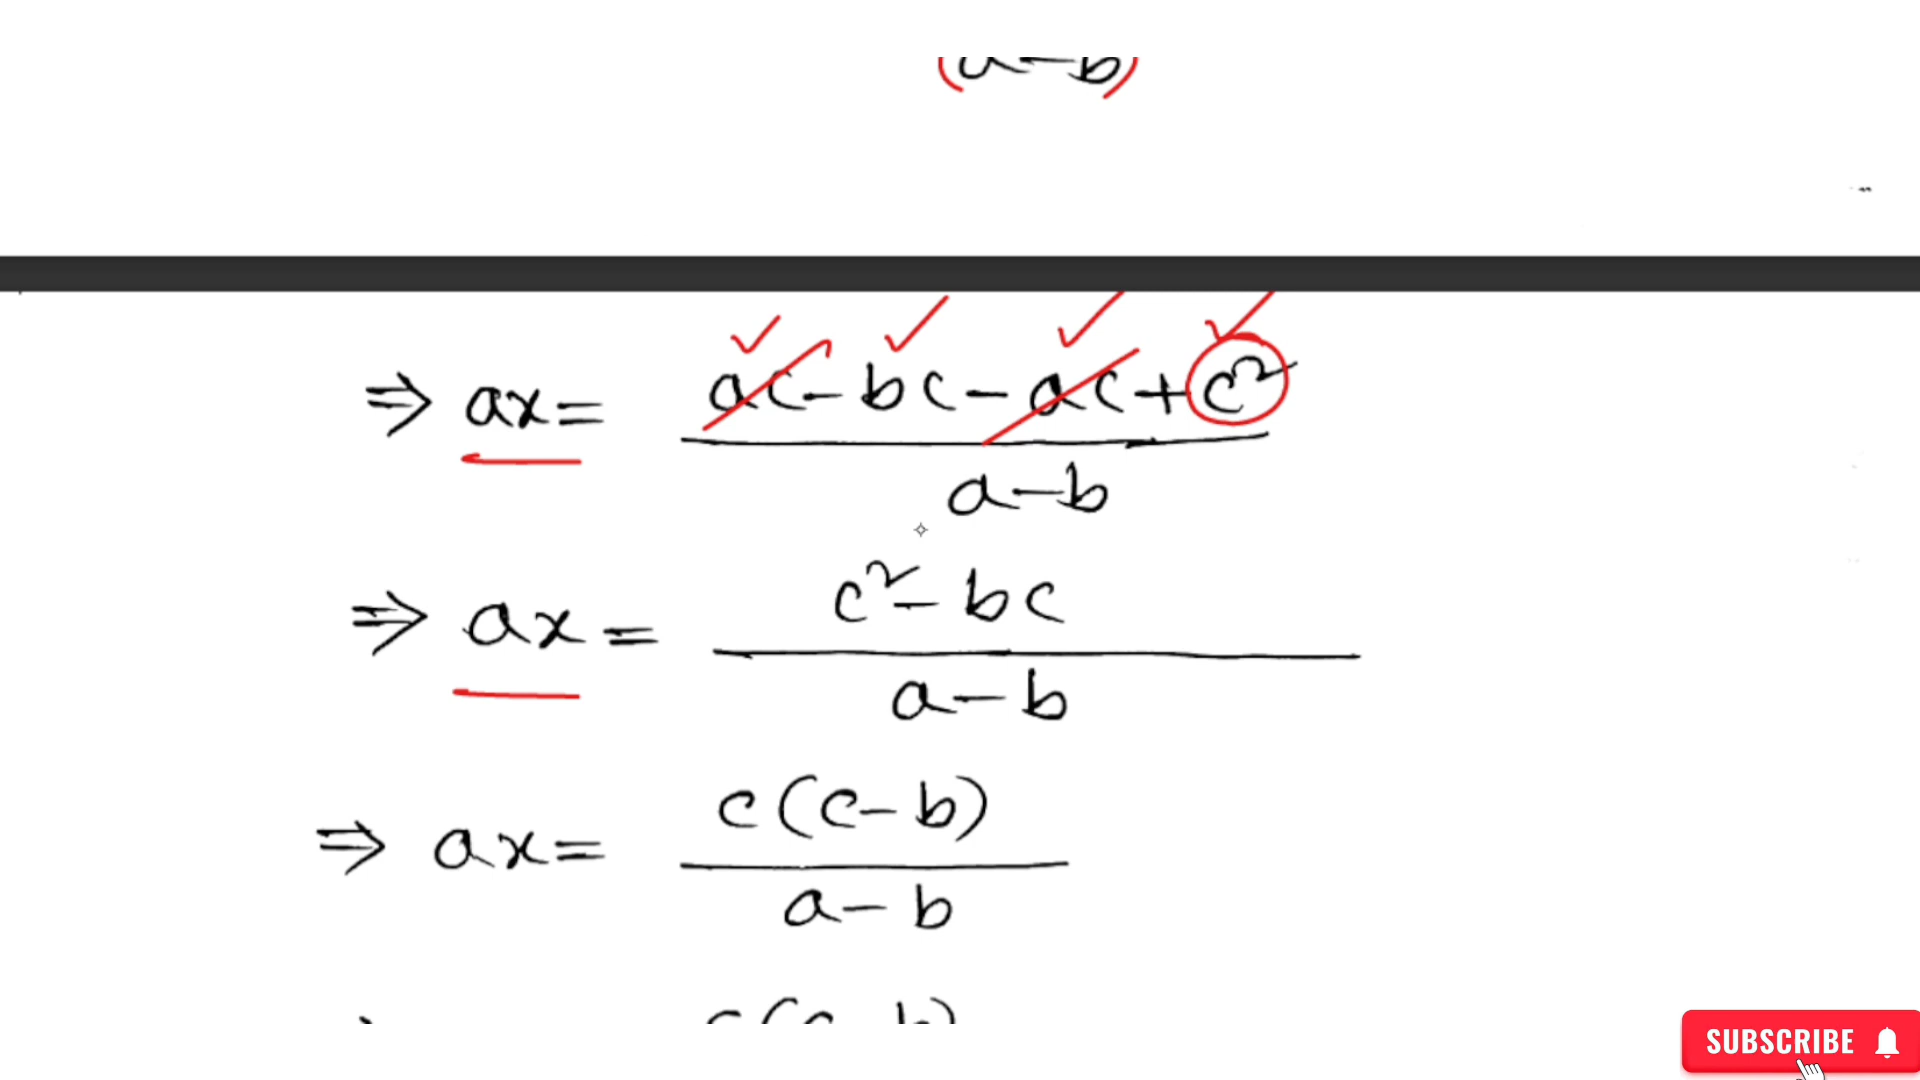 (a-b)
⇒ ax = ac - bc - ac + c²
a - b
⇒ ax = c² - bc
a - b
⇒ ax = c(c - b)
a - b
c(c - b)
SUBSCRIBE